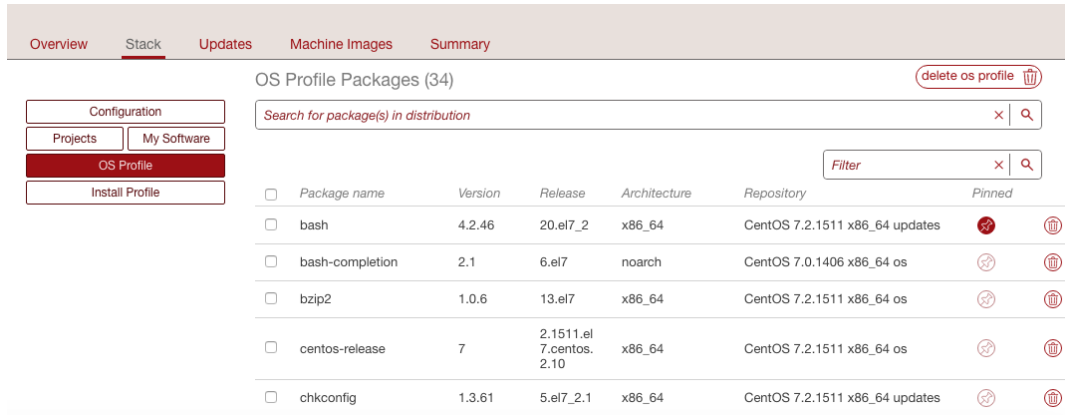 Overview Stack Updates Machine Images Summary
OS Profile Packages (34)
delete os profile
Configuration
Search for package(s) in distribution
Projects My Software
OS Profile
Filter
Install Profile
Package name Version Release Architecture Repository Pinned
bash 4.2.46 20.el7_2 x86_64 CentOS 7.2.1511 x86_64 updates
bash-completion 2.1 6.el7 noarch CentOS 7.0.1406 x86_64 os
bzip2 1.0.6 13.el7 x86_64 CentOS 7.2.1511 x86_64 os
centos-release 7 2.1511.el
7.centos.
2.10 x86_64 CentOS 7.2.1511 x86_64 os
chkconfig 1.3.61 5.el7_2.1 x86_64 CentOS 7.2.1511 x86_64 updates